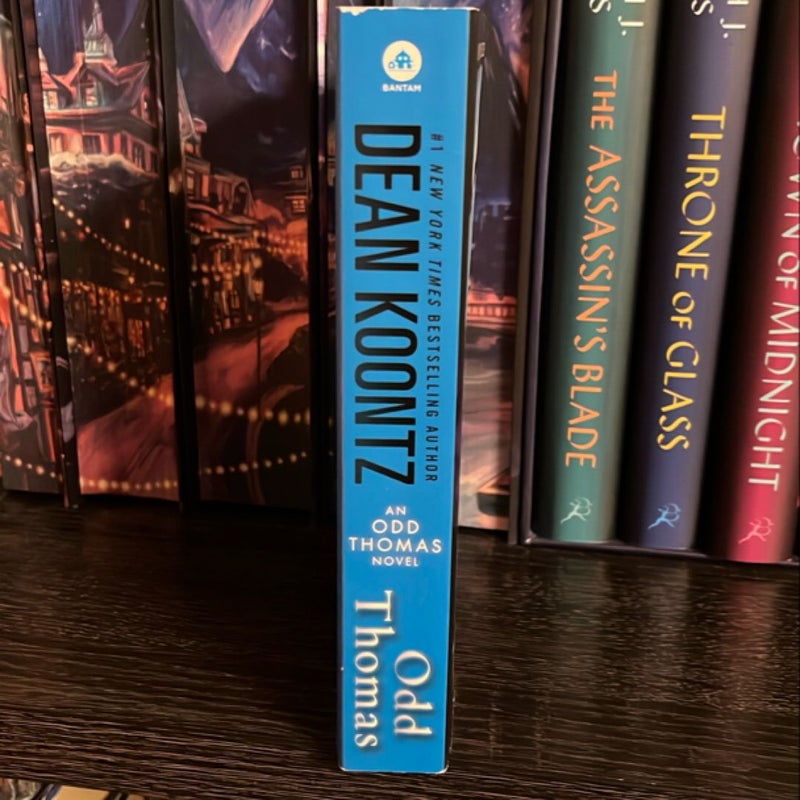 BANTAM
#1 NEW YORK TIMES BESTSELLING AUTHOR
DEAN KOONTZ
AN
ODD
THOMAS
NOVEL
Odd
Thomas
J.
THE ASSASSIN'S BLADE
THRONE OF GLASS
OF MIDNIGHT